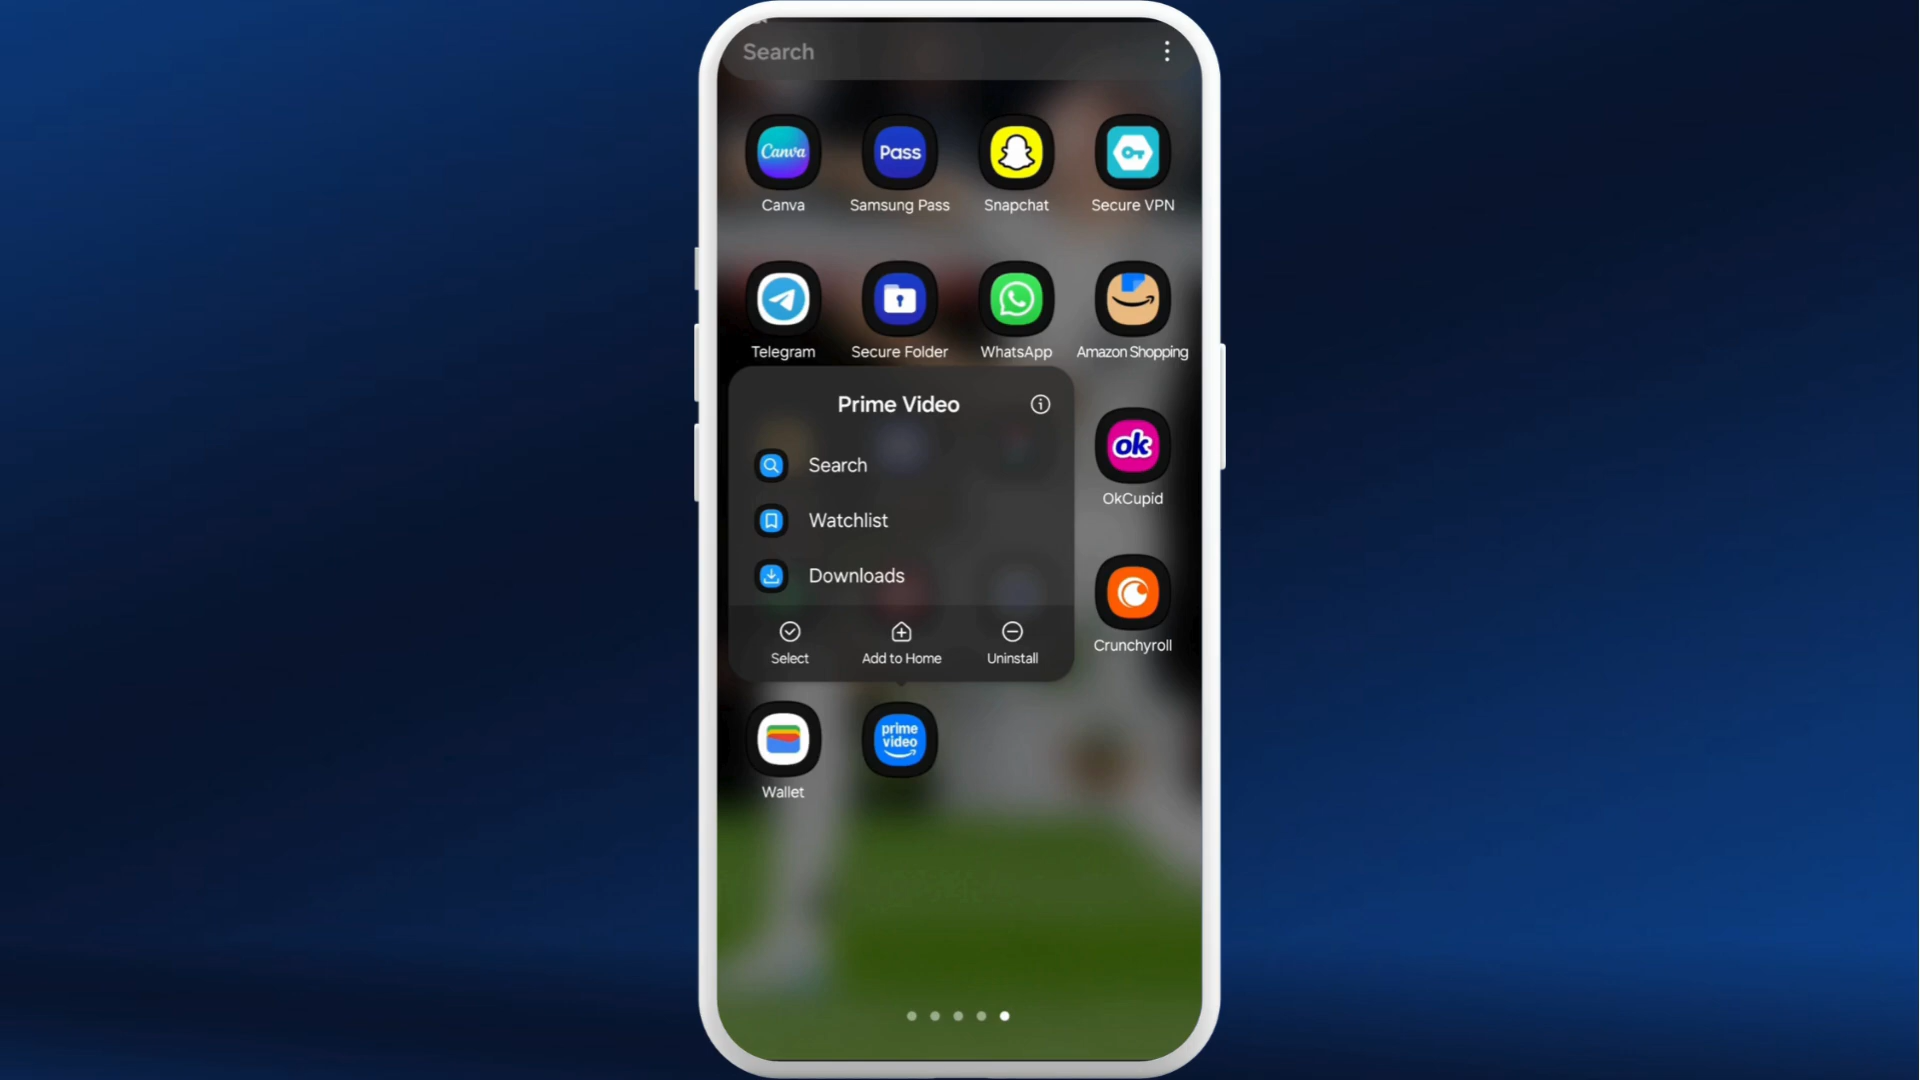 Search
Canva
Pass
Canva
Samsung Pass
Snapchat
Secure VPN
Telegram
Secure Folder
WhatsApp
Amazon Shopping
Prime Video
Search
Watchlist
Downloads
Select
Add to Home
Uninstall
ok
OkCupid
Crunchyroll
prime
video
Wallet